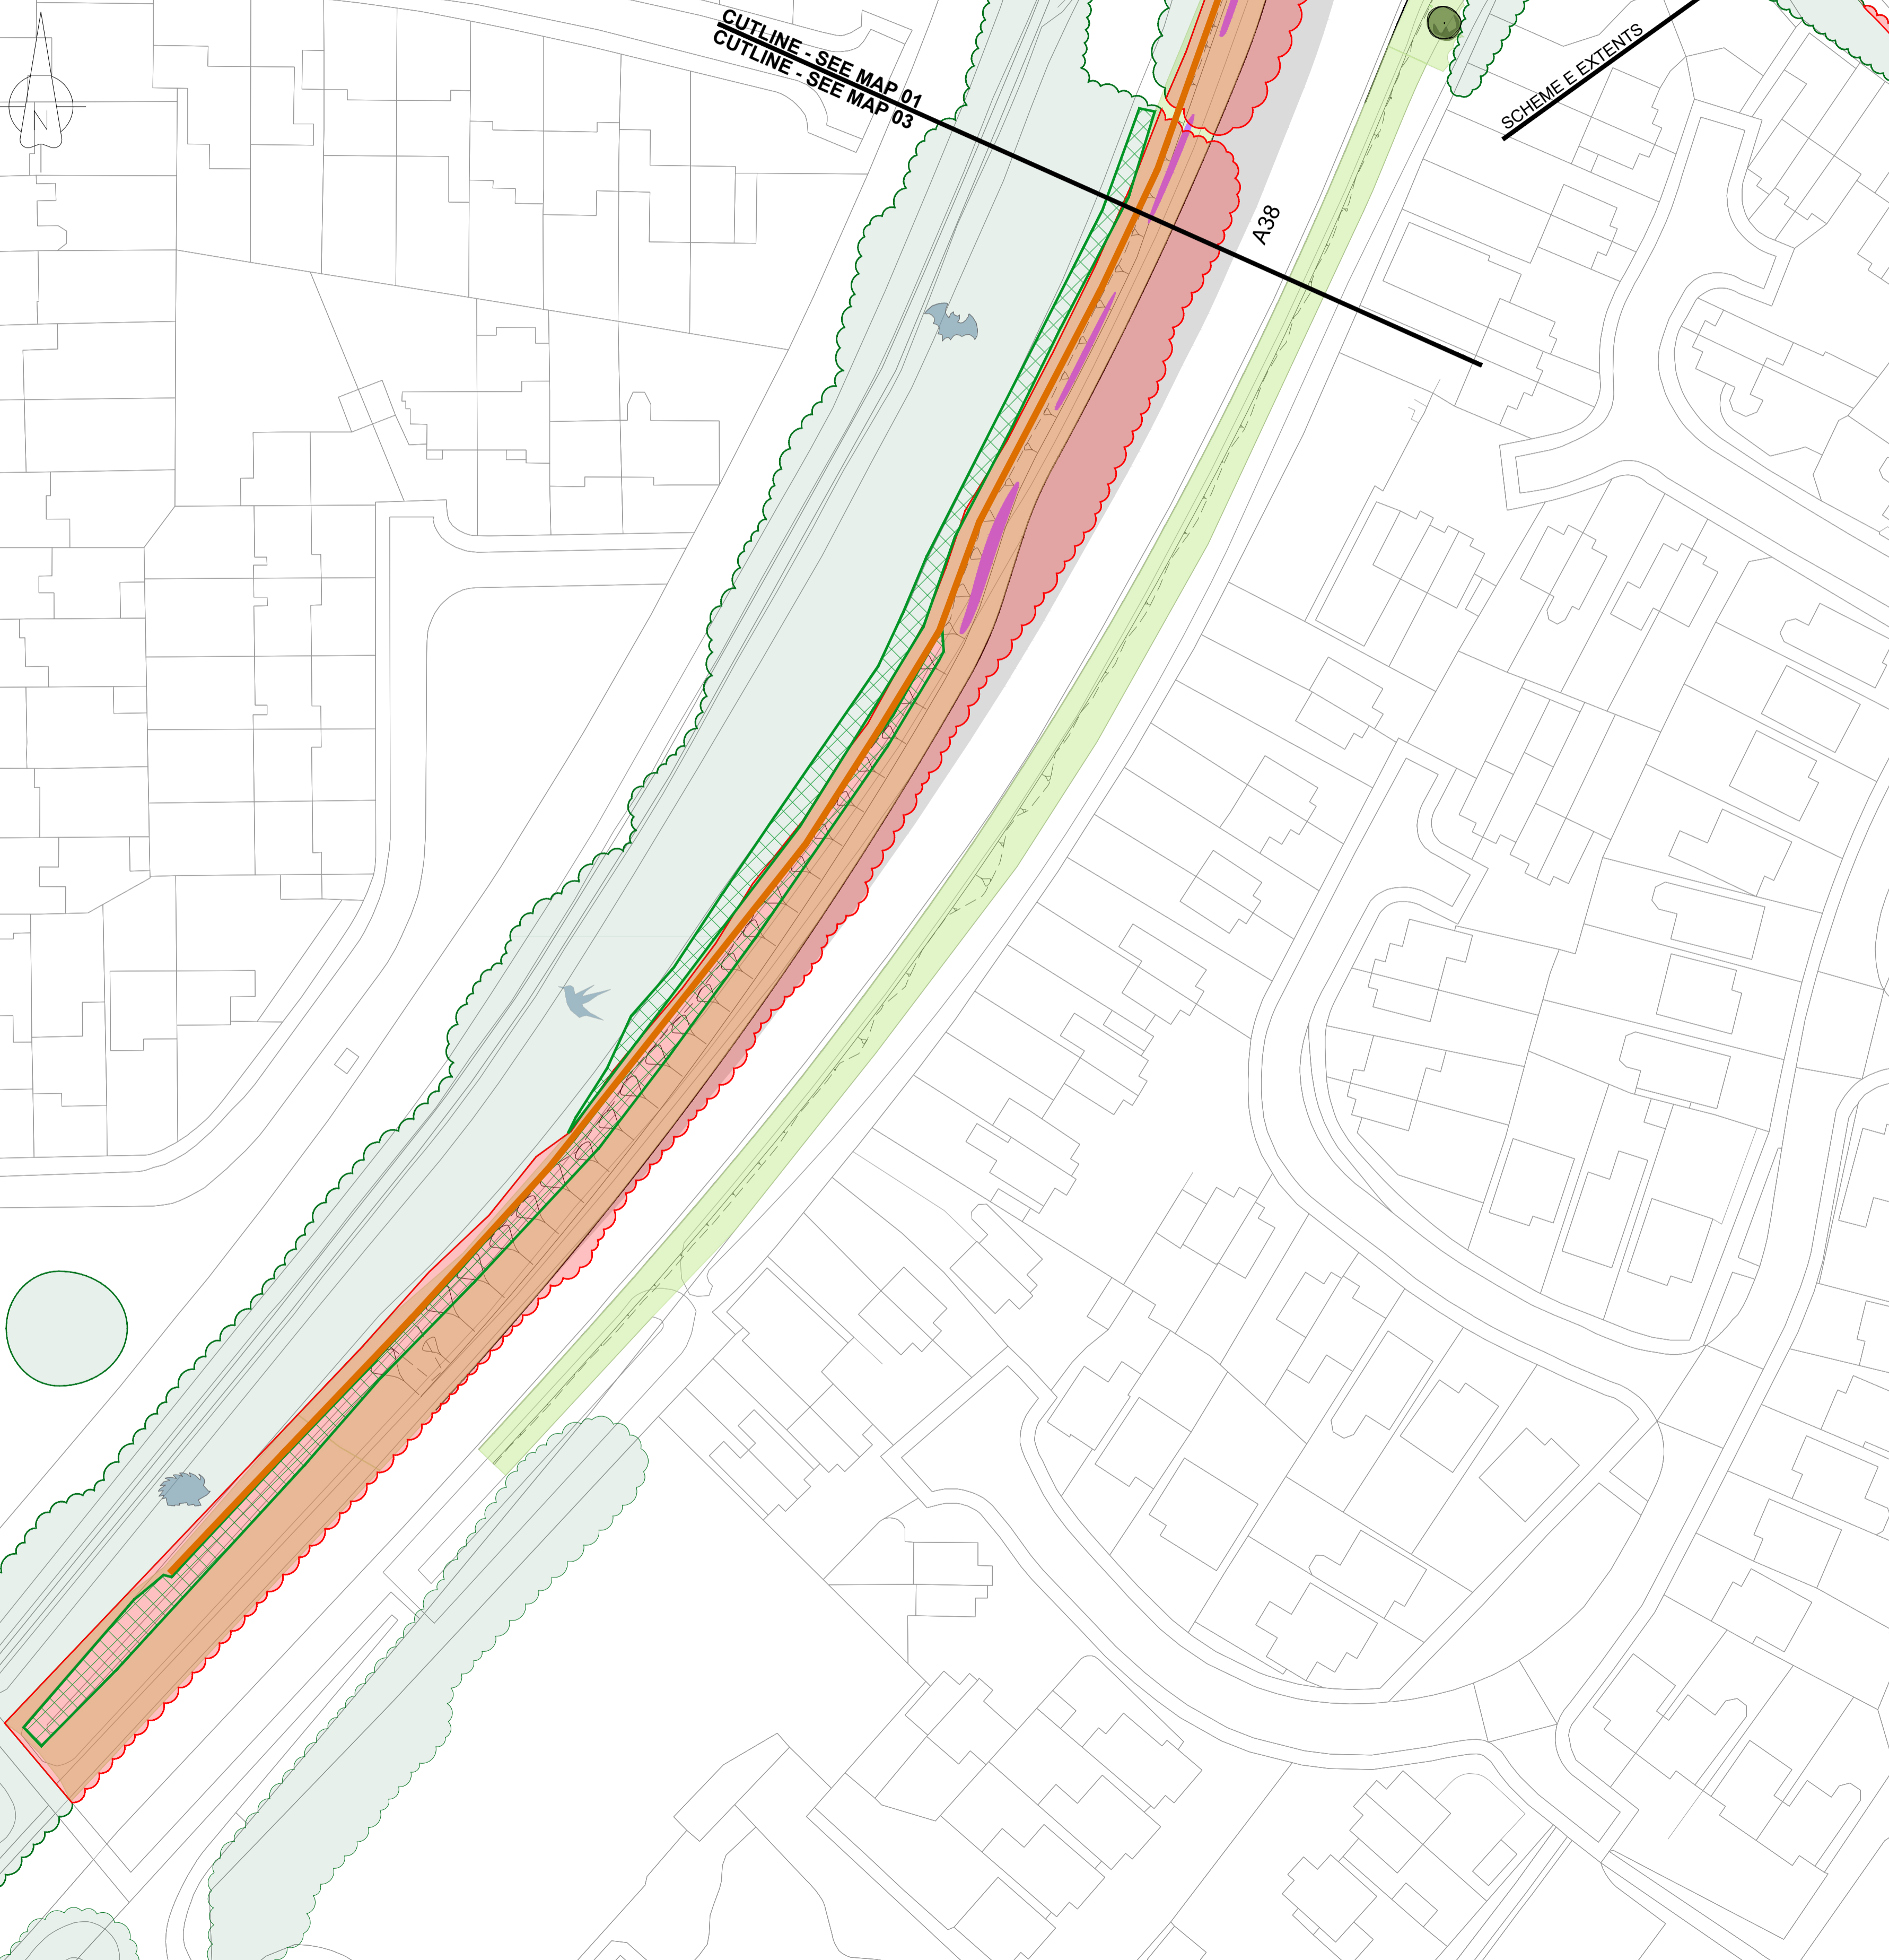 CUTLINE - SEE MAP 01
CUTLINE - SEE MAP 03
SCHEME E EXTENTS
N
A38